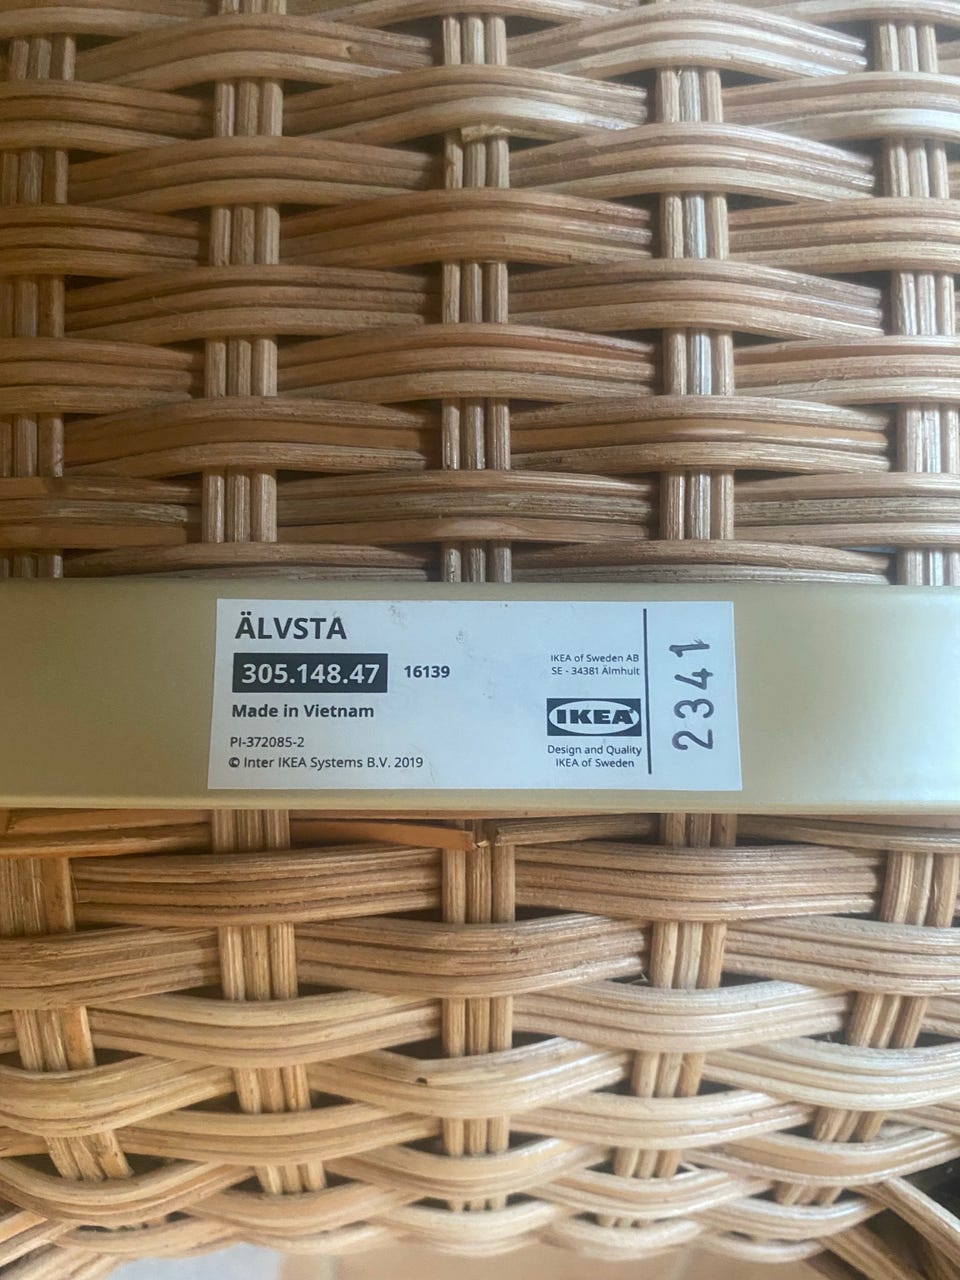 ÄLVSTA
305.148.47 16139
Made in Vietnam
PI-372085-2
© Inter IKEA Systems B.V. 2019
IKEA of Sweden AB
SE - 34381 Älmhult
IKEA
Design and Quality
IKEA of Sweden
2341